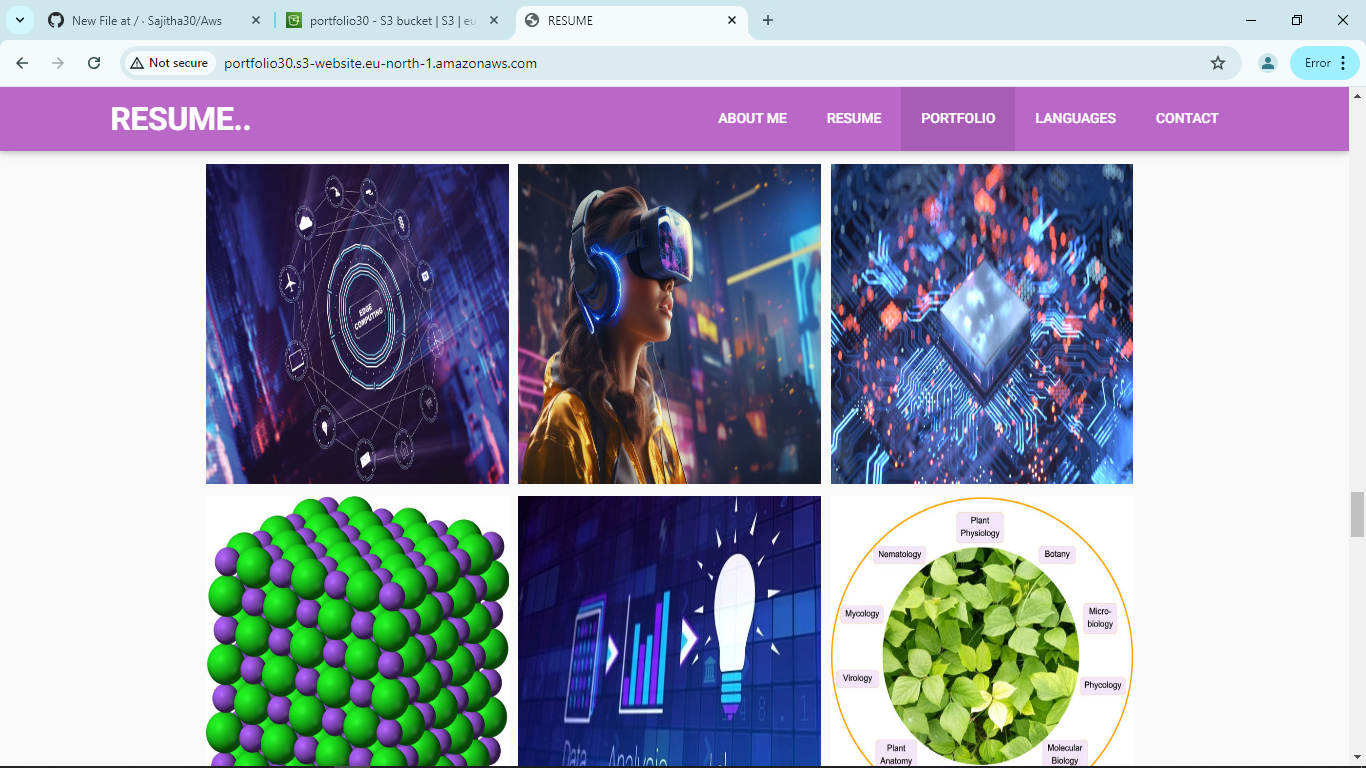 New File at / · Sajitha30/Aws
portfolio30 - S3 bucket | S3 | eu
RESUME
Not secure
portfolio30.s3-website.eu-north-1.amazonaws.com
Error
RESUME..
ABOUT ME
RESUME
PORTFOLIO
LANGUAGES
CONTACT
EDGE
COMPUTING
Data Analysis
Plant
Physiology
Nematology
Botany
Mycology
Micro-
biology
Virology
Phycology
Plant
Anatomy
Molecular
Biology